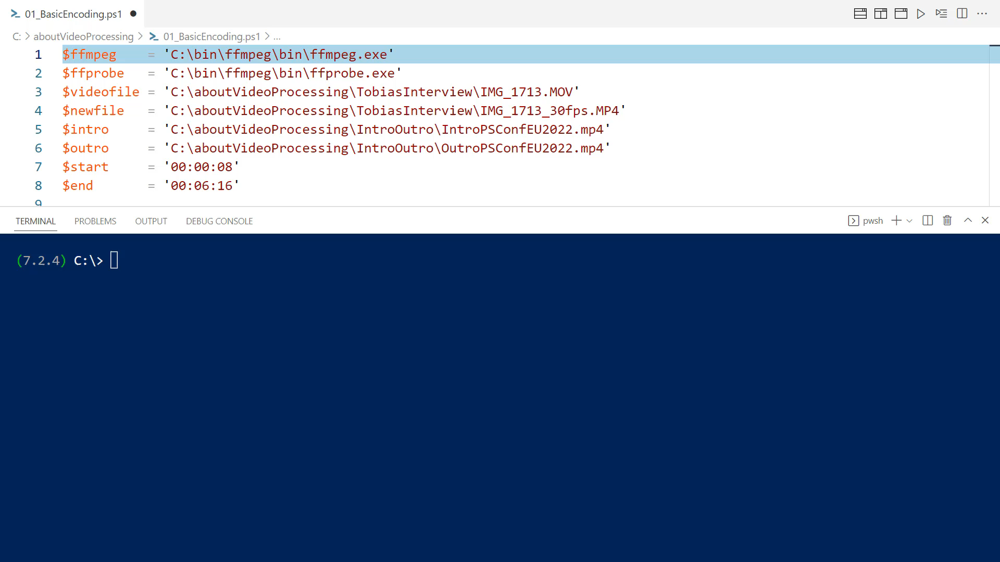 01_BasicEncoding.ps1
C: > aboutVideoProcessing > 01_BasicEncoding.ps1 > ...
1 $ffmpeg = 'C:\bin\ffmpeg\bin\ffmpeg.exe'
2 $ffprobe = 'C:\bin\ffmpeg\bin\ffprobe.exe'
3 $videofile = 'C:\aboutVideoProcessing\TobiasInterview\IMG_1713.MOV'
4 $newfile = 'C:\aboutVideoProcessing\TobiasInterview\IMG_1713_30fps.MP4'
5 $intro = 'C:\aboutVideoProcessing\IntroOutro\IntroPSConfEU2022.mp4'
6 $outro = 'C:\aboutVideoProcessing\IntroOutro\OutroPSConfEU2022.mp4'
7 $start = '00:00:08'
8 $end = '00:06:16'
9
TERMINAL PROBLEMS OUTPUT DEBUG CONSOLE pwsh
(7.2.4) C:\>